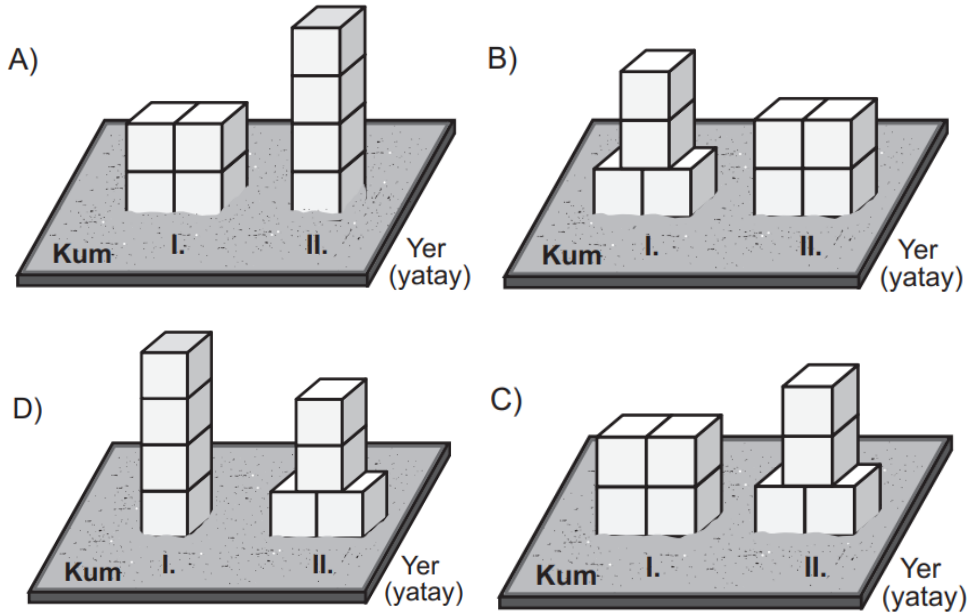 A)
Kum
I.
II.
Yer
(yatay)
B)
Kum
I.
II.
Yer
(yatay)
D)
Kum
I.
II.
Yer
(yatay)
C)
Kum
I.
II.
Yer
(yatay)